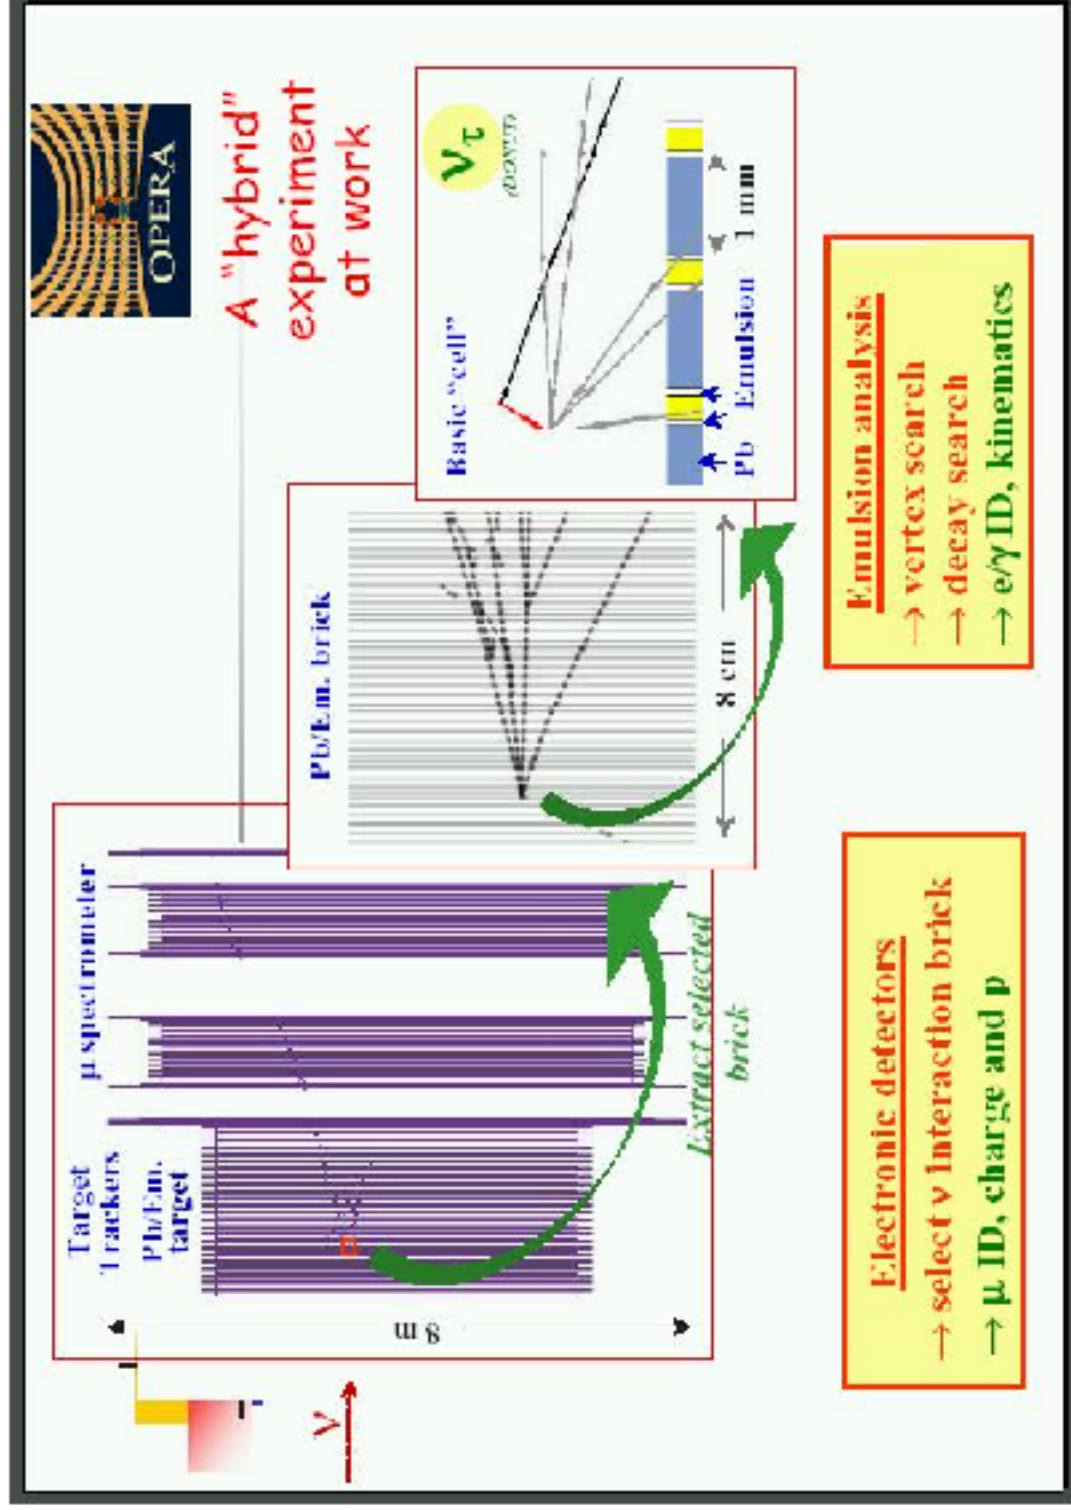 OPERA
A "hybrid"
experiment
at work
Target
Trackers
Pb/Em.
target
μ spectrometer
8 m
ν
Extract selected
brick
Pb/Em. brick
8 cm
Basic "cell"
ντ
(DONUT)
Pb
Emulsion
1 mm
Electronic detectors
→ select ν interaction brick
→ μ ID, charge and p
Emulsion analysis
→ vertex search
→ decay search
→ e/γ ID, kinematics